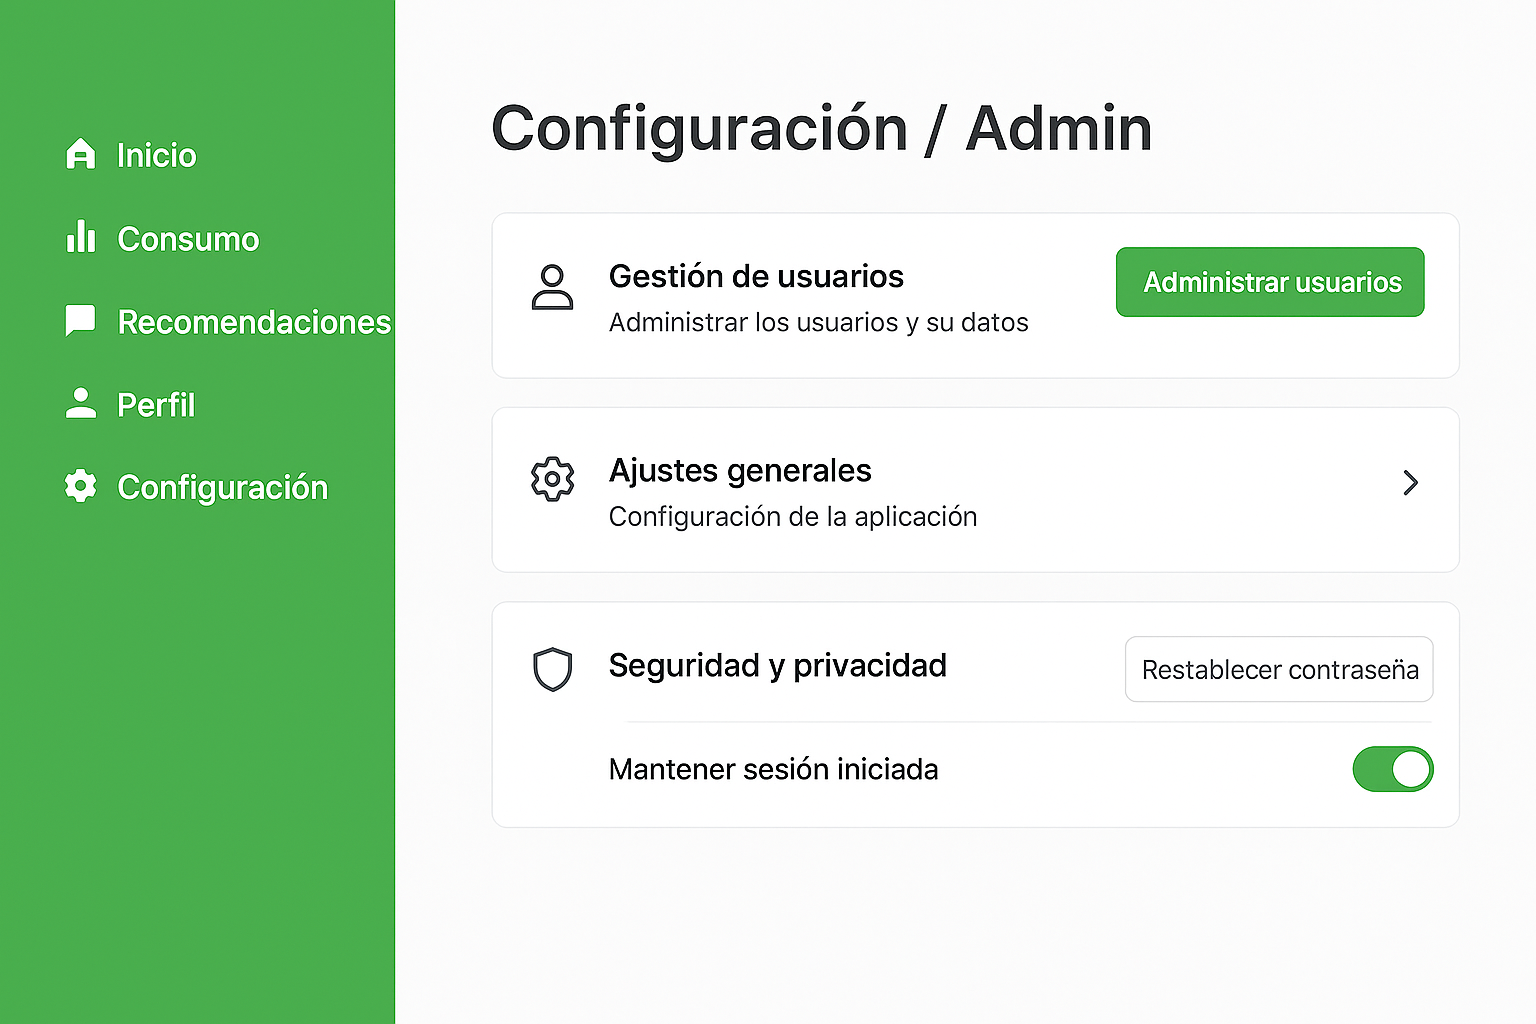 Inicio
Consumo
Recomendaciones
Perfil
Configuración
Configuración / Admin
Gestión de usuarios
Administrar los usuarios y su datos
Administrar usuarios
Ajustes generales
Configuración de la aplicación
Seguridad y privacidad
Restablecer contraseña
Mantener sesión iniciada